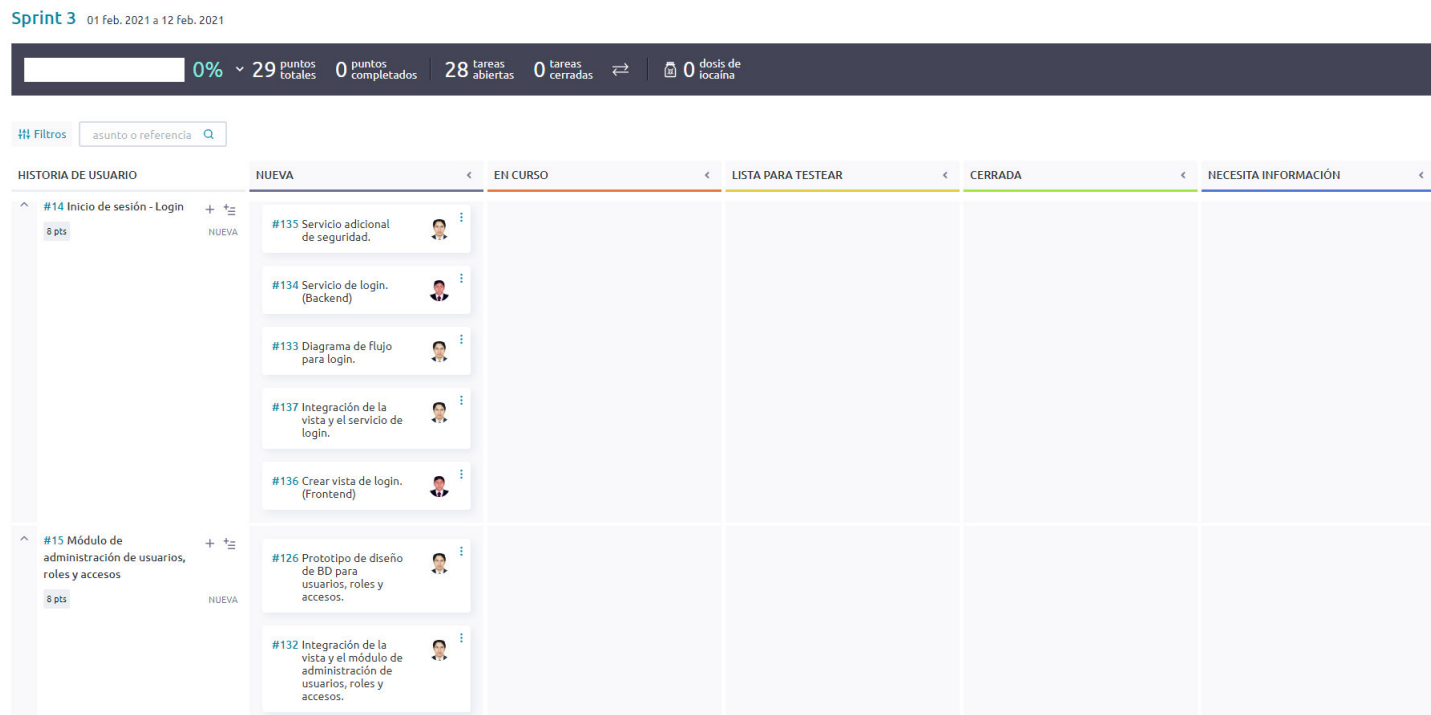 Sprint 3 01 feb. 2021 a 12 feb. 2021
0% 29 puntos totales 0 puntos completados 28 tareas abiertas 0 tareas cerradas 0 dosis de iocaína
Filtros asunto o referencia
HISTORIA DE USUARIO NUEVA EN CURSO LISTA PARA TESTEAR CERRADA NECESITA INFORMACIÓN
#14 Inicio de sesión - Login
8 pts NUEVA
#135 Servicio adicional
de seguridad.
#134 Servicio de login.
(Backend)
#133 Diagrama de flujo
para login.
#137 Integración de la
vista y el servicio de
login.
#136 Crear vista de login.
(Frontend)
#15 Módulo de
administración de usuarios,
roles y accesos
8 pts NUEVA
#126 Prototipo de diseño
de BD para
usuarios, roles y
accesos.
#132 Integración de la
vista y el módulo de
administración de
usuarios, roles y
accesos.